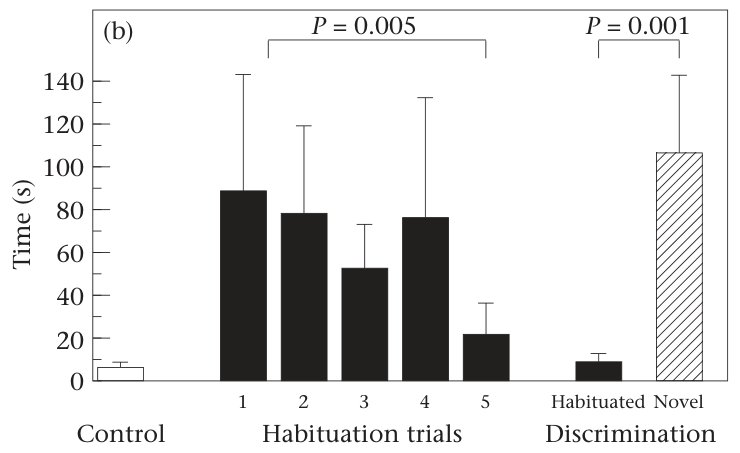 (b)
P = 0.005
P = 0.001
Time (s)
140
120
100
80
60
40
20
0
1 2 3 4 5 Habituated Novel
Control Habituation trials Discrimination